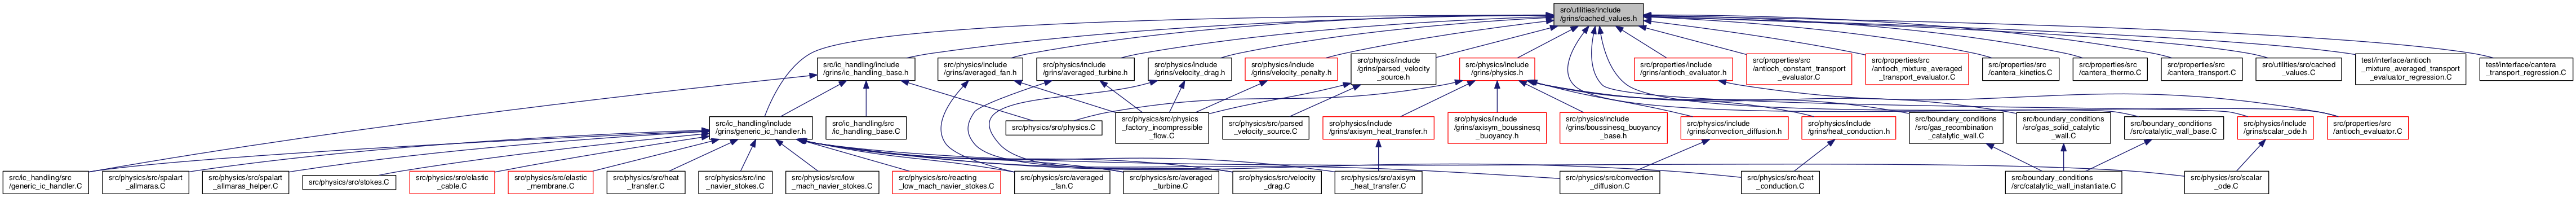 src/utilities/include
/grins/cached_values.h
src/ic_handling/include
/grins/ic_handling_base.h
src/physics/include
/grins/averaged_fan.h
src/physics/include
/grins/averaged_turbine.h
src/physics/include
/grins/velocity_drag.h
src/physics/include
/grins/velocity_penalty.h
src/physics/include
/grins/parsed_velocity
_source.h
src/physics/include
/grins/physics.h
src/properties/include
/grins/antioch_evaluator.h
src/properties/src
/antioch_constant_transport
_evaluator.C
src/properties/src
/antioch_mixture_averaged
_transport_evaluator.C
src/properties/src
/cantera_kinetics.C
src/properties/src
/cantera_thermo.C
src/properties/src
/cantera_transport.C
src/utilities/src/cached
_values.C
test/interface/antioch
_mixture_averaged_transport
_evaluator_regression.C
test/interface/cantera
_transport_regression.C
src/ic_handling/include
/grins/generic_ic_handler.h
src/ic_handling/src
/ic_handling_base.C
src/physics/src/physics.C
src/physics/src/physics
_factory_incompressible
_flow.C
src/physics/src/parsed
_velocity_source.C
src/physics/include
/grins/axisym_heat_transfer.h
src/physics/include
/grins/axisym_boussinesq
_buoyancy.h
src/physics/include
/grins/boussinesq_buoyancy
_base.h
src/physics/include
/grins/convection_diffusion.h
src/physics/include
/grins/heat_conduction.h
src/boundary_conditions
/src/gas_recombination
_catalytic_wall.C
src/boundary_conditions
/src/gas_solid_catalytic
_wall.C
src/boundary_conditions
/src/catalytic_wall_base.C
src/physics/include
/grins/scalar_ode.h
src/properties/src
/antioch_evaluator.C
src/ic_handling/src
/generic_ic_handler.C
src/physics/src/spalart
_allmaras.C
src/physics/src/spalart
_allmaras_helper.C
src/physics/src/stokes.C
src/physics/src/elastic
_cable.C
src/physics/src/elastic
_membrane.C
src/physics/src/heat
_transfer.C
src/physics/src/inc
_navier_stokes.C
src/physics/src/low
_mach_navier_stokes.C
src/physics/src/reacting
_low_mach_navier_stokes.C
src/physics/src/averaged
_fan.C
src/physics/src/averaged
_turbine.C
src/physics/src/velocity
_drag.C
src/physics/src/axisym
_heat_transfer.C
src/physics/src/convection
_diffusion.C
src/physics/src/heat
_conduction.C
src/boundary_conditions
/src/catalytic_wall_instantiate.C
src/physics/src/scalar
_ode.C